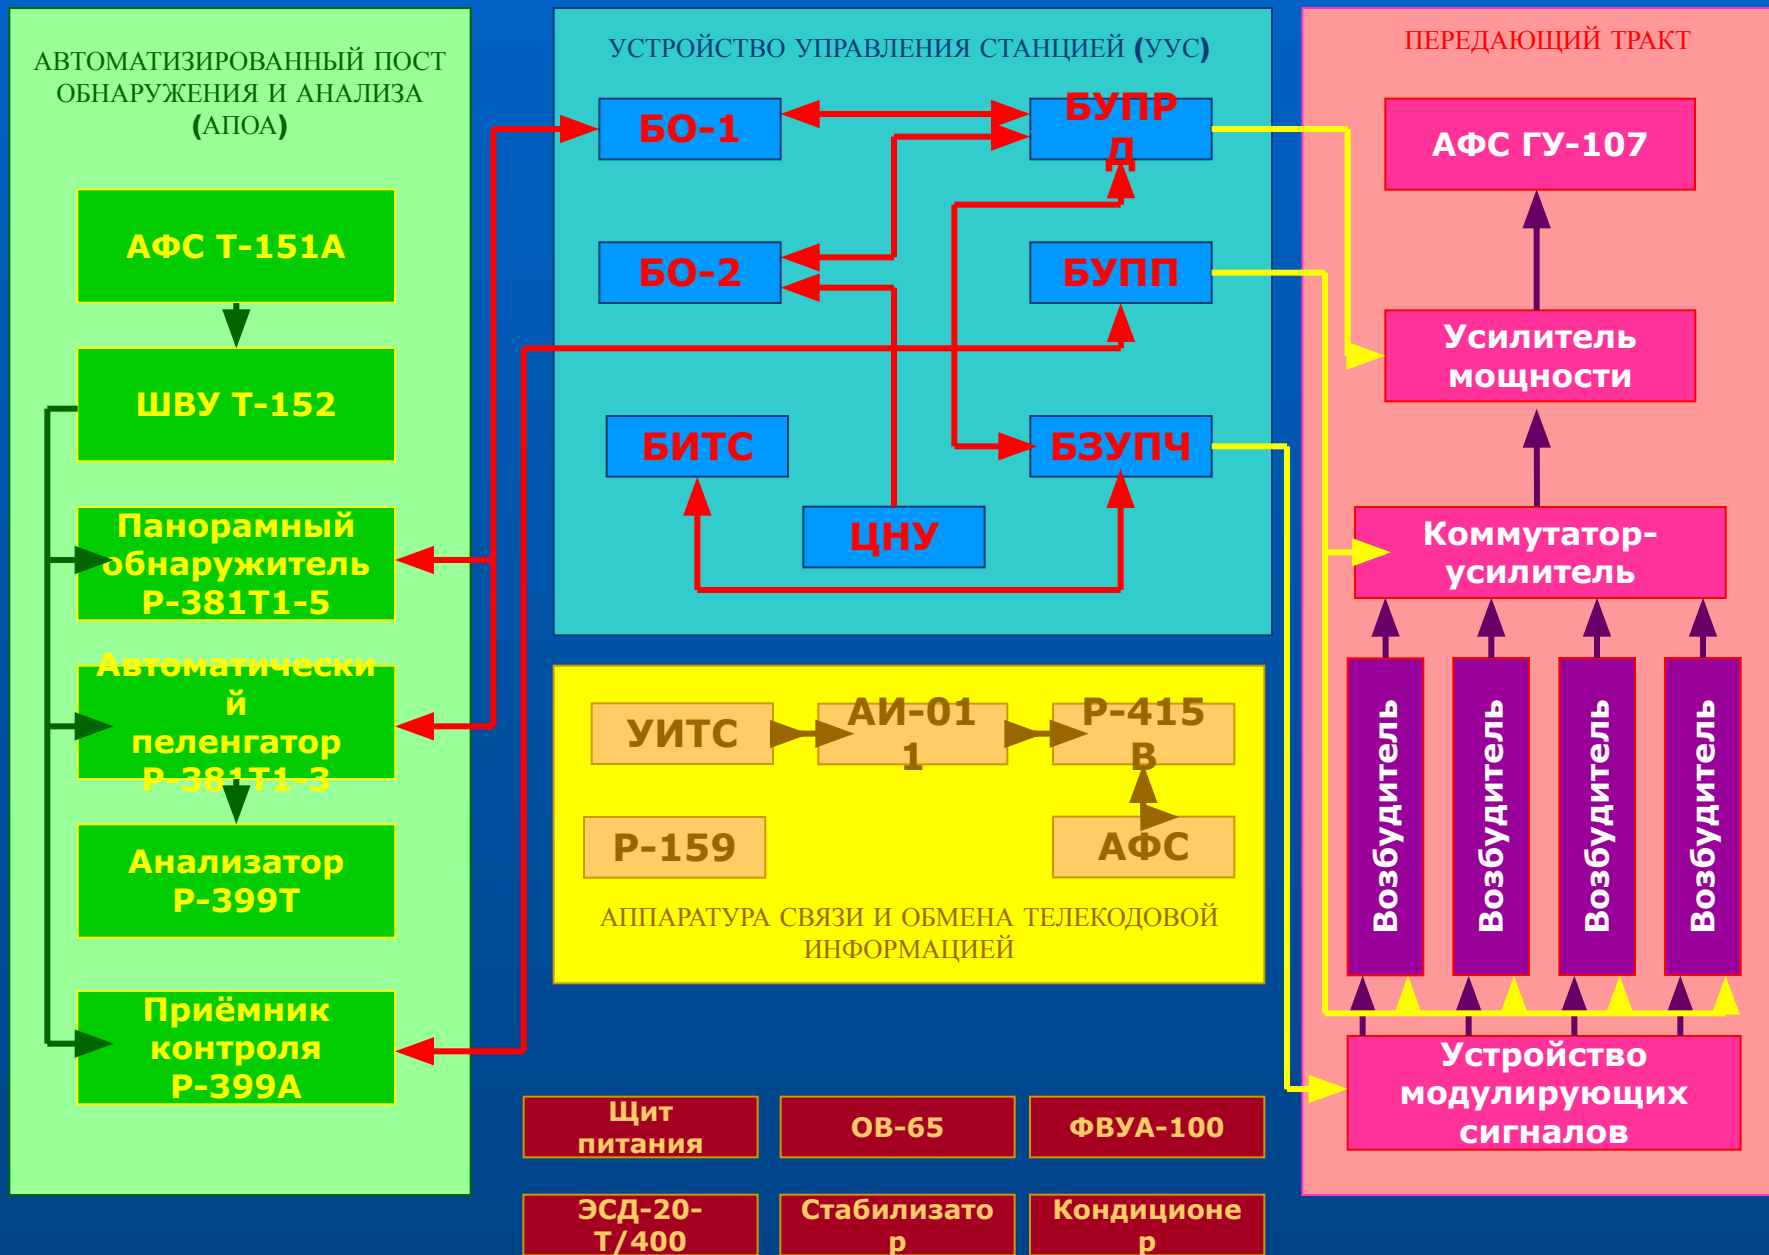 АВТОМАТИЗИРОВАННЫЙ ПОСТ
ОБНАРУЖЕНИЯ И АНАЛИЗА
(АПОА)
АФС Т-151А
ШВУ Т-152
Панорамный
обнаружитель
Р-381Т1-5
Автоматически
й
пеленгатор
Р-381Т1-3
Анализатор
Р-399Т
Приёмник
контроля
Р-399А
УСТРОЙСТВО УПРАВЛЕНИЯ СТАНЦИЕЙ (УУС)
БО-1
БУПР
Д
БО-2
БУПП
БИТС
БЗУПЧ
ЦНУ
УИТС
АИ-01
1
Р-415
В
Р-159
АФС
АППАРАТУРА СВЯЗИ И ОБМЕНА ТЕЛЕКОДОВОЙ
ИНФОРМАЦИЕЙ
Щит
питания
ОВ-65
ФВУА-100
ЭСД-20-
Т/400
Стабилизато
р
Кондиционе
р
ПЕРЕДАЮЩИЙ ТРАКТ
АФС ГУ-107
Усилитель
мощности
Коммутатор-
усилитель
Возбудитель
Возбудитель
Возбудитель
Возбудитель
Устройство
модулирующих
сигналов